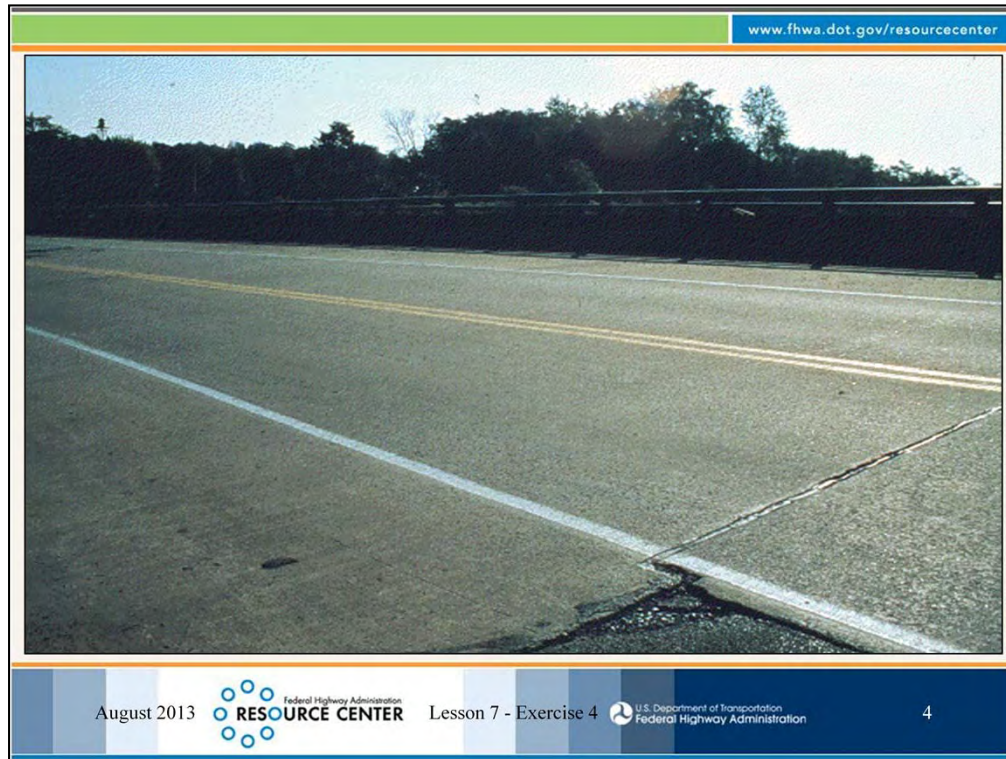 www.fhwa.dot.gov/resourcecenter
August 2013
Federal Highway Administration
RESOURCE CENTER
Lesson 7 - Exercise 4
U.S. Department of Transportation
Federal Highway Administration
4